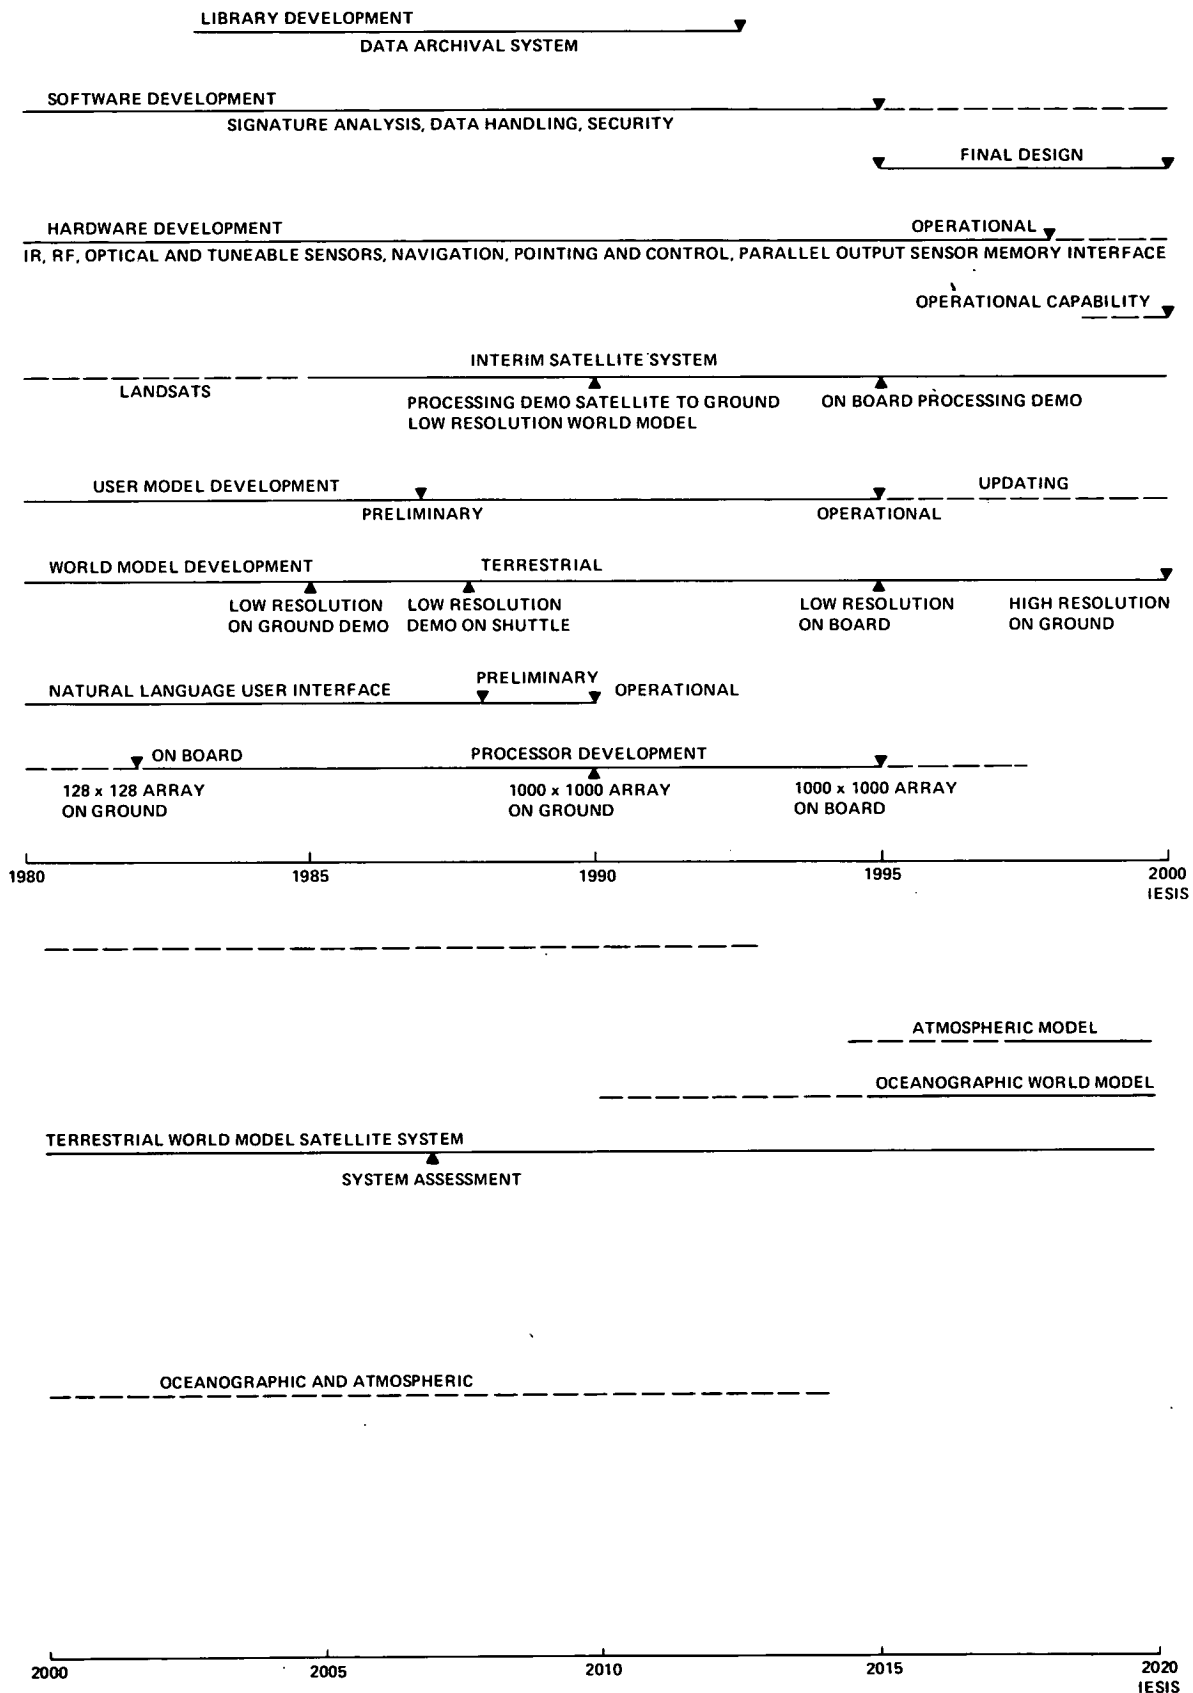 LIBRARY DEVELOPMENT
DATA ARCHIVAL SYSTEM
SOFTWARE DEVELOPMENT
SIGNATURE ANALYSIS, DATA HANDLING, SECURITY
FINAL DESIGN
HARDWARE DEVELOPMENT
OPERATIONAL
IR, RF, OPTICAL AND TUNEABLE SENSORS, NAVIGATION, POINTING AND CONTROL, PARALLEL OUTPUT SENSOR MEMORY INTERFACE
OPERATIONAL CAPABILITY
INTERIM SATELLITE SYSTEM
LANDSATS
PROCESSING DEMO SATELLITE TO GROUND
LOW RESOLUTION WORLD MODEL
ON BOARD PROCESSING DEMO
USER MODEL DEVELOPMENT
UPDATING
PRELIMINARY
OPERATIONAL
WORLD MODEL DEVELOPMENT
TERRESTRIAL
LOW RESOLUTION
ON GROUND DEMO
LOW RESOLUTION
DEMO ON SHUTTLE
LOW RESOLUTION
ON BOARD
HIGH RESOLUTION
ON GROUND
NATURAL LANGUAGE USER INTERFACE
PRELIMINARY
OPERATIONAL
ON BOARD
PROCESSOR DEVELOPMENT
128 x 128 ARRAY
ON GROUND
1000 x 1000 ARRAY
ON GROUND
1000 x 1000 ARRAY
ON BOARD
1980
1985
1990
1995
2000
IESIS
ATMOSPHERIC MODEL
OCEANOGRAPHIC WORLD MODEL
TERRESTRIAL WORLD MODEL SATELLITE SYSTEM
SYSTEM ASSESSMENT
OCEANOGRAPHIC AND ATMOSPHERIC
2000
2005
2010
2015
2020
IESIS